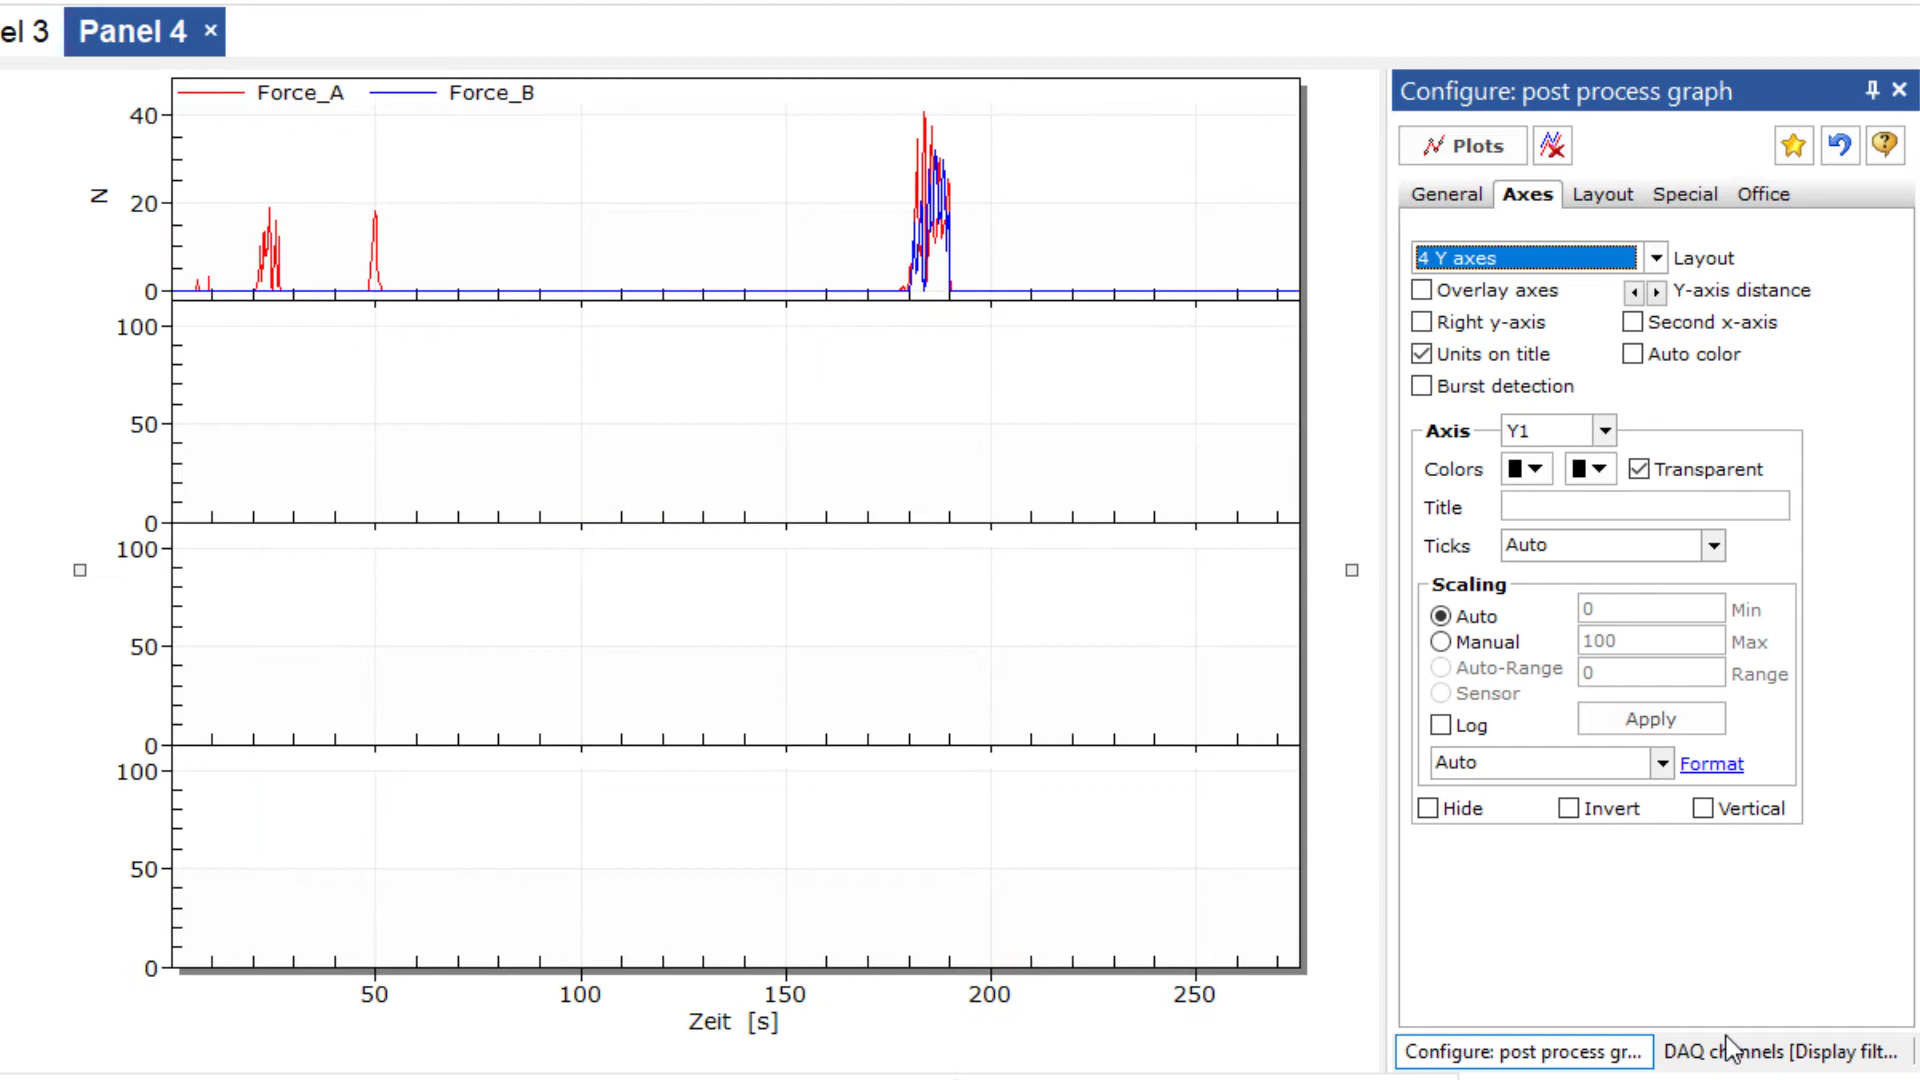 el 3
Panel 4 ×
Force_A
Force_B
40
20
0
N
100
50
0
100
50
0
100
50
0
50
100
150
200
250
Zeit [s]
Configure: post process graph
Plots
General
Axes
Layout
Special
Office
4 Y axes
Layout
Overlay axes
Y-axis distance
Right y-axis
Second x-axis
Units on title
Auto color
Burst detection
Axis
Y1
Colors
Transparent
Title
Ticks
Auto
Scaling
Auto
0
Min
Manual
100
Max
Auto-Range
0
Range
Sensor
Log
Apply
Auto
Format
Hide
Invert
Vertical
Configure: post process gr...
DAQ channels [Display filt...